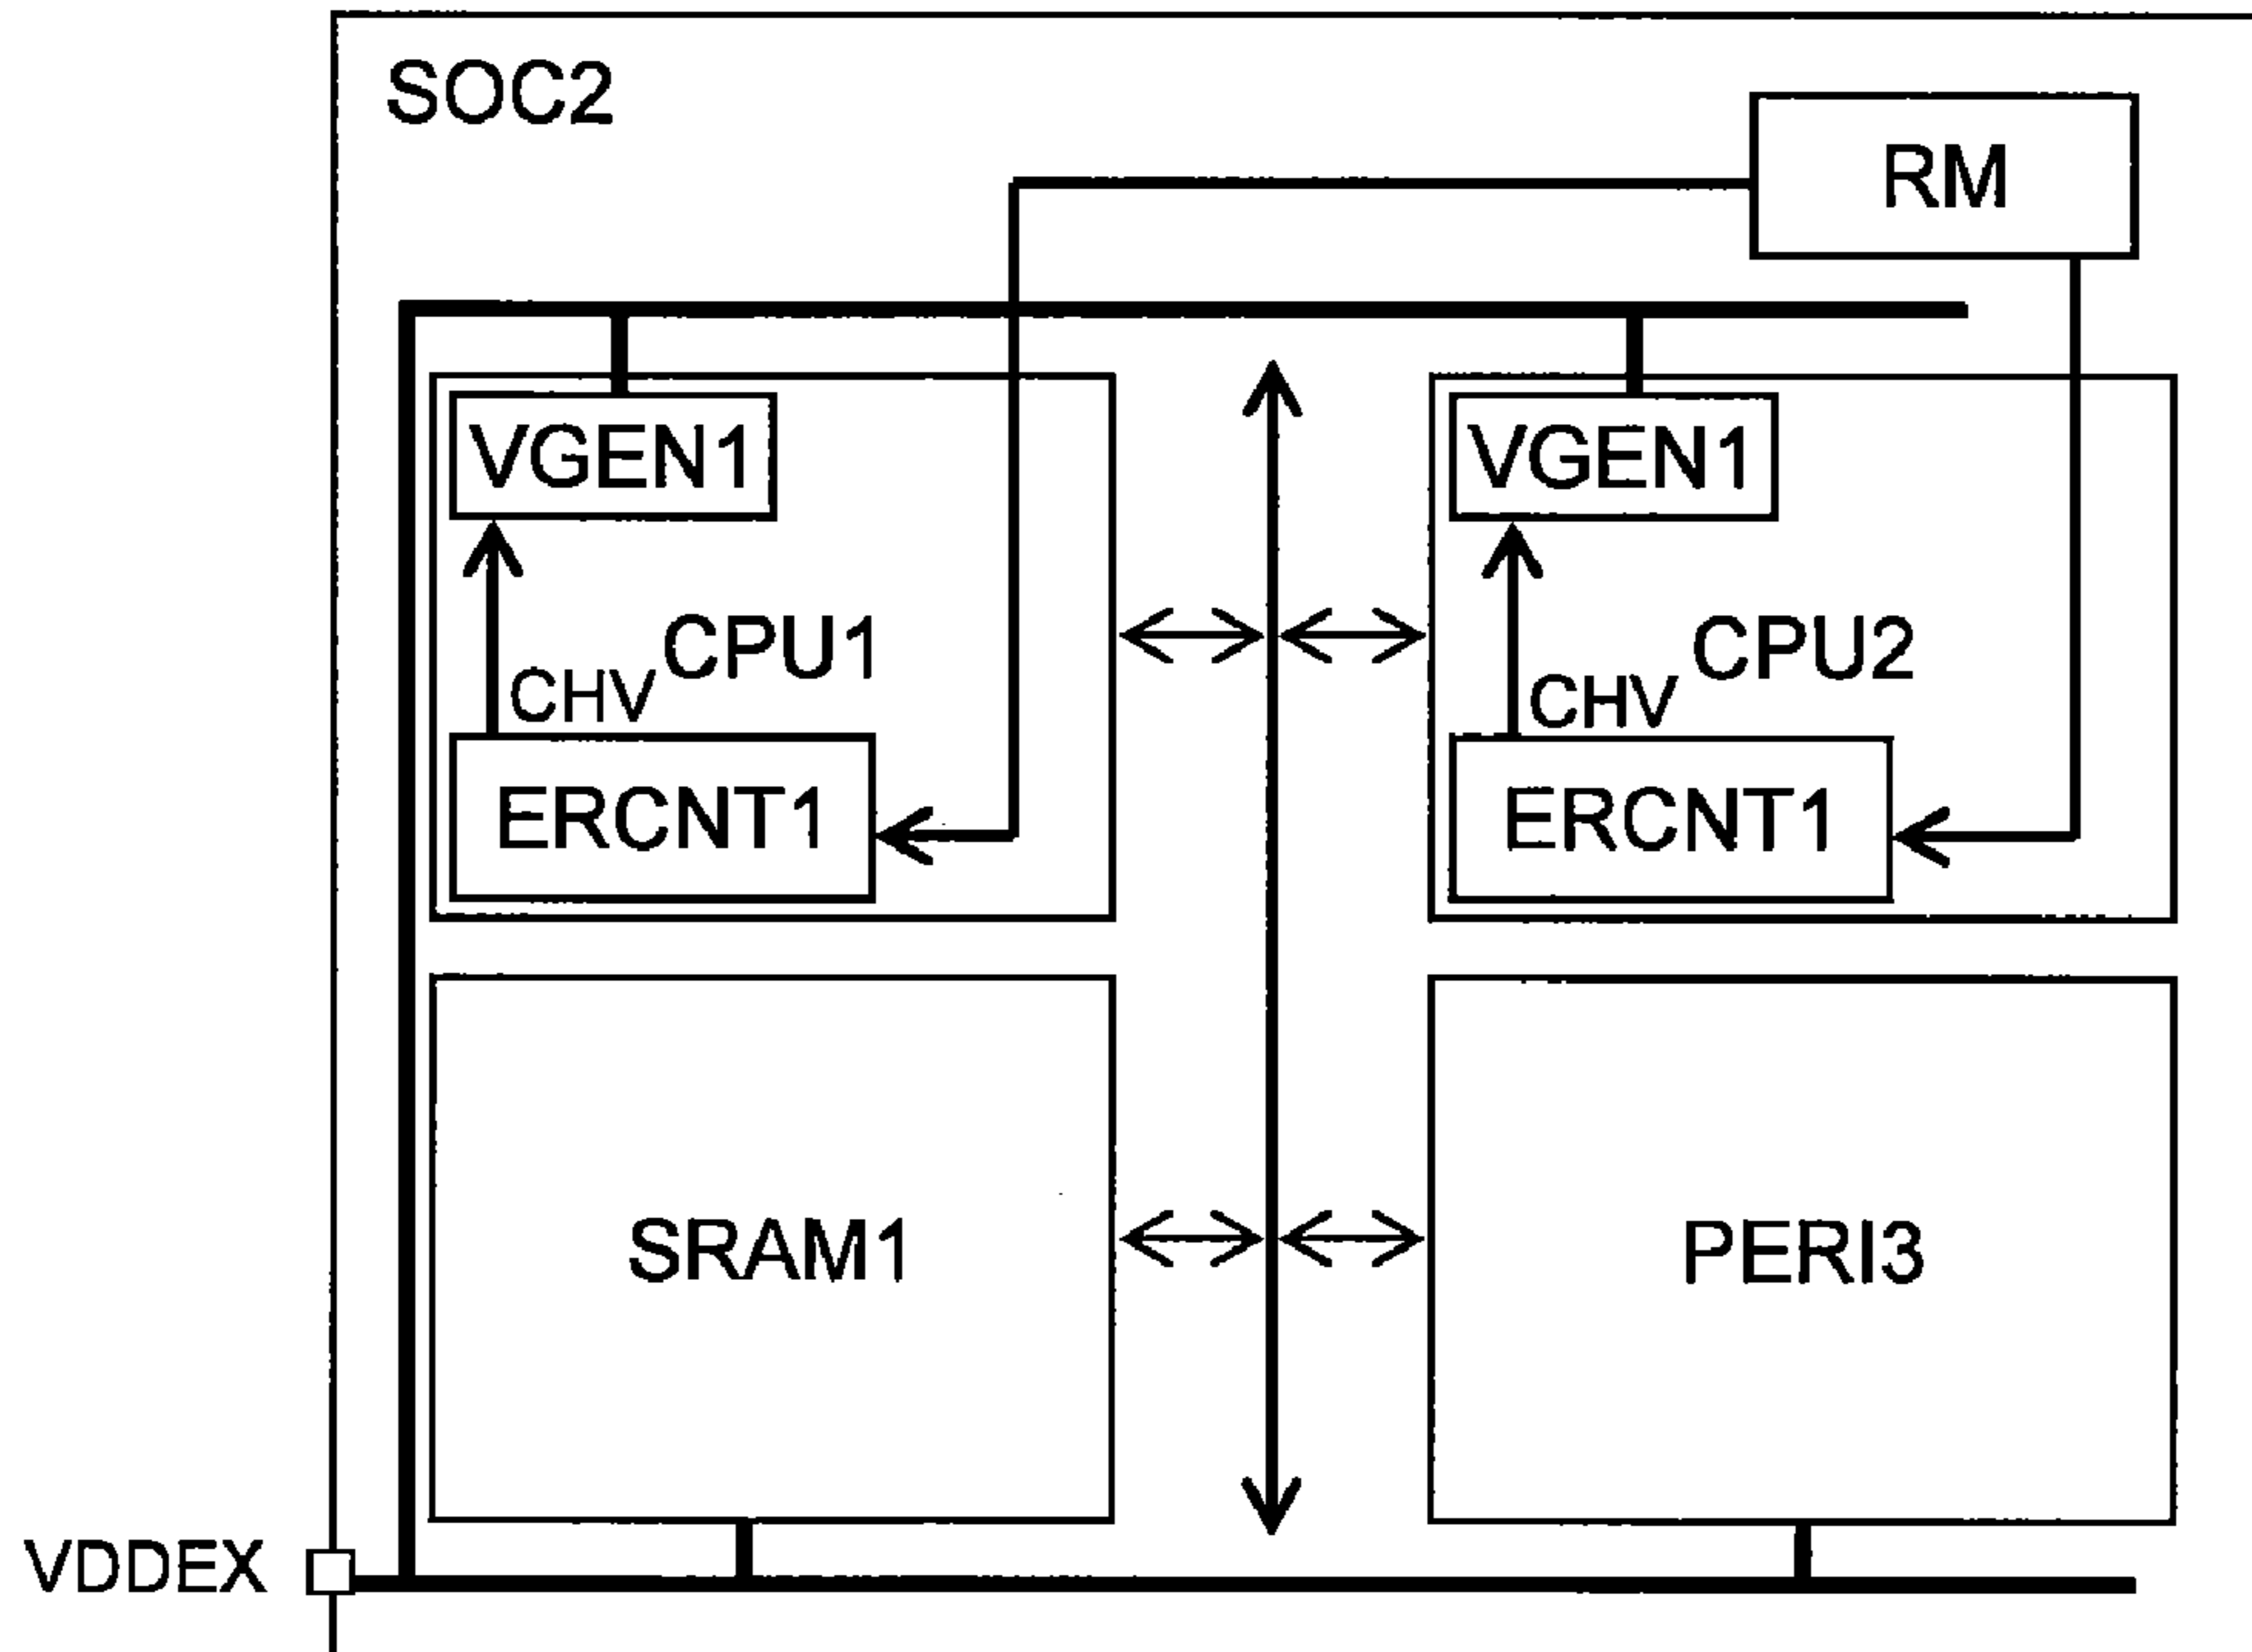 SOC2
RM
VGEN1
VGEN1
CPU1
CPU2
CHV
CHV
ERCNT1
ERCNT1
SRAM1
PERI3
VDDEX